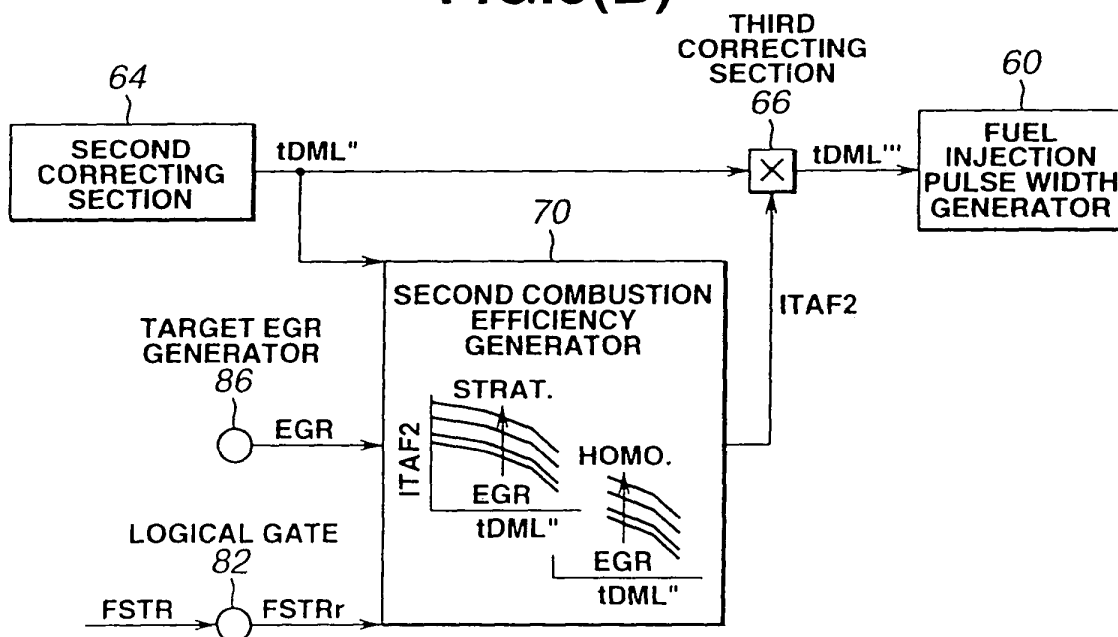 THIRD
CORRECTING
SECTION
66
64
60
SECOND
CORRECTING
SECTION
tDML"
tDML'''
FUEL
INJECTION
PULSE WIDTH
GENERATOR
70
SECOND COMBUSTION
EFFICIENCY
GENERATOR
ITAF2
TARGET EGR
GENERATOR
86
EGR
STRAT.
ITAF2
EGR
tDML"
HOMO.
EGR
tDML"
LOGICAL GATE
82
FSTR
FSTRr